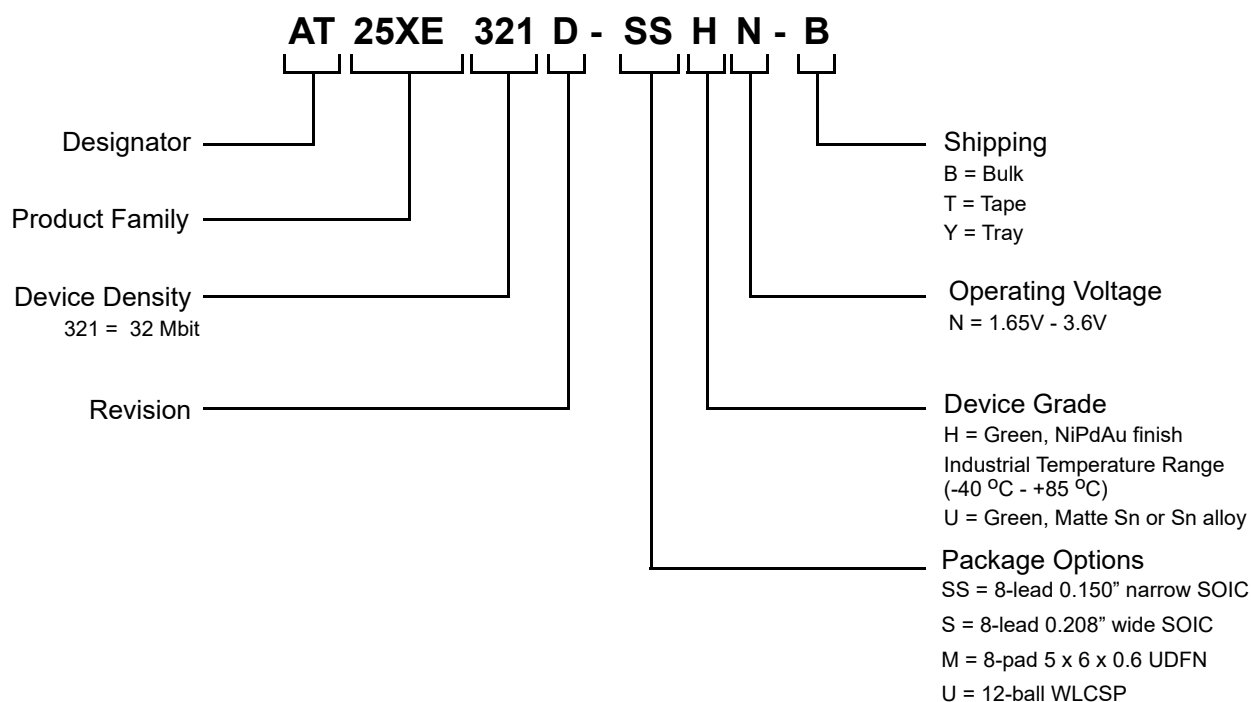 AT 25XE 321 D - SS H N - B
Designator
Product Family
Device Density
321 = 32 Mbit
Revision
Shipping
B = Bulk
T = Tape
Y = Tray
Operating Voltage
N = 1.65V - 3.6V
Device Grade
H = Green, NiPdAu finish
Industrial Temperature Range
(-40 ºC - +85 ºC)
U = Green, Matte Sn or Sn alloy
Package Options
SS = 8-lead 0.150” narrow SOIC
S = 8-lead 0.208” wide SOIC
M = 8-pad 5 x 6 x 0.6 UDFN
U = 12-ball WLCSP